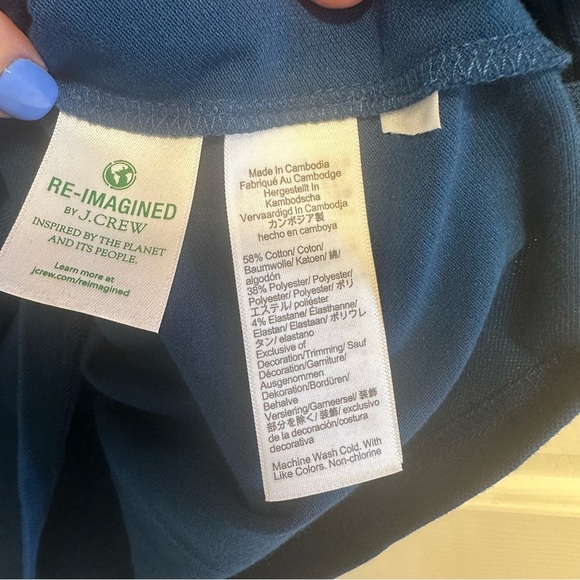 RE-IMAGINED
BY J.CREW
INSPIRED BY THE PLANET
AND ITS PEOPLE.
Learn more at
jcrew.com/reimagined
Made In Cambodia
Fabriqué Au Cambodge
Hergestellt In
Kambodscha
Vervaardigd In Cambodja
カンボジア製
hecho en camboya
58% Cotton/ Coton/
Baumwolle/ Katoen/ 綿/
algodón
38% Polyester/ Polyester/
Polyester/ Polyester/ ポリ
エステル/ poliéster
4% Elastane/ Elasthanne/
Elastan/ Elastaan/ ポリウレ
タン/ elastano
Exclusive of
Decoration/Trimming/ Sauf
Décoration/Garniture/
Ausgenommen
Dekoration/Bordüren/
Behalve
Versiering/Garneersel/ 装飾
部分を除く/ 装飾/ exclusivo
de la decoración/costura
decorativa
Machine Wash Cold. With
Like Colors. Non-chlorine